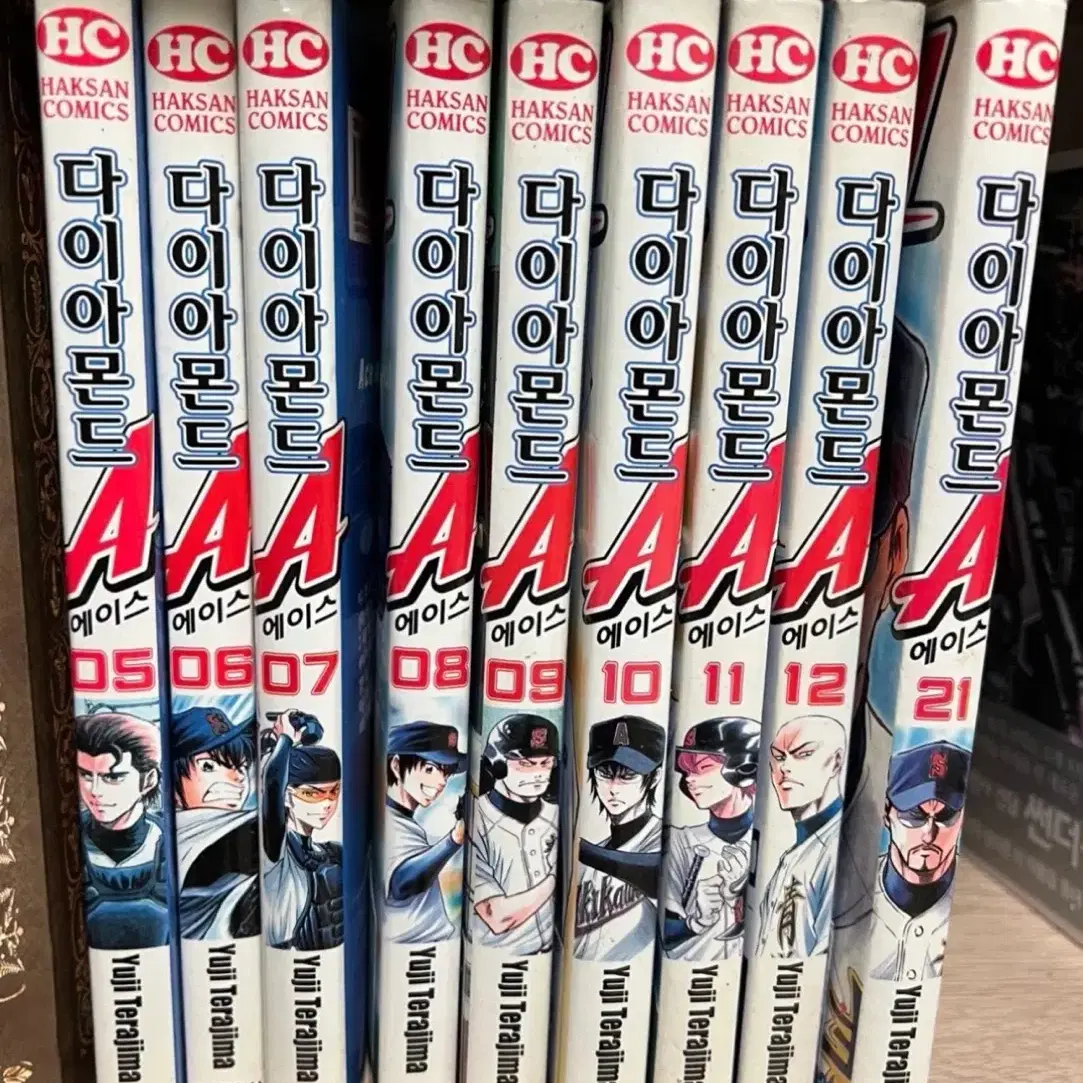 HC
HAKSAN
COMICS
다이아몬드
A
에이스
05
Yuji Terajima
HC
HAKSAN
COMICS
다이아몬드
A
에이스
06
Yuji Terajima
HC
HAKSAN
COMICS
다이아몬드
A
에이스
07
Yuji Terajima
HC
HAKSAN
COMICS
다이아몬드
A
에이스
08
Yuji Terajima
HC
HAKSAN
COMICS
다이아몬드
A
에이스
09
Yuji Terajima
HC
HAKSAN
COMICS
다이아몬드
A
에이스
10
Yuji Terajima
HC
HAKSAN
COMICS
다이아몬드
A
에이스
11
Yuji Terajima
HC
HAKSAN
COMICS
다이아몬드
A
에이스
12
青
Yuji Terajima
HC
HAKSAN
COMICS
다이아몬드
A
에이스
21
Yuji Terajima
썬더